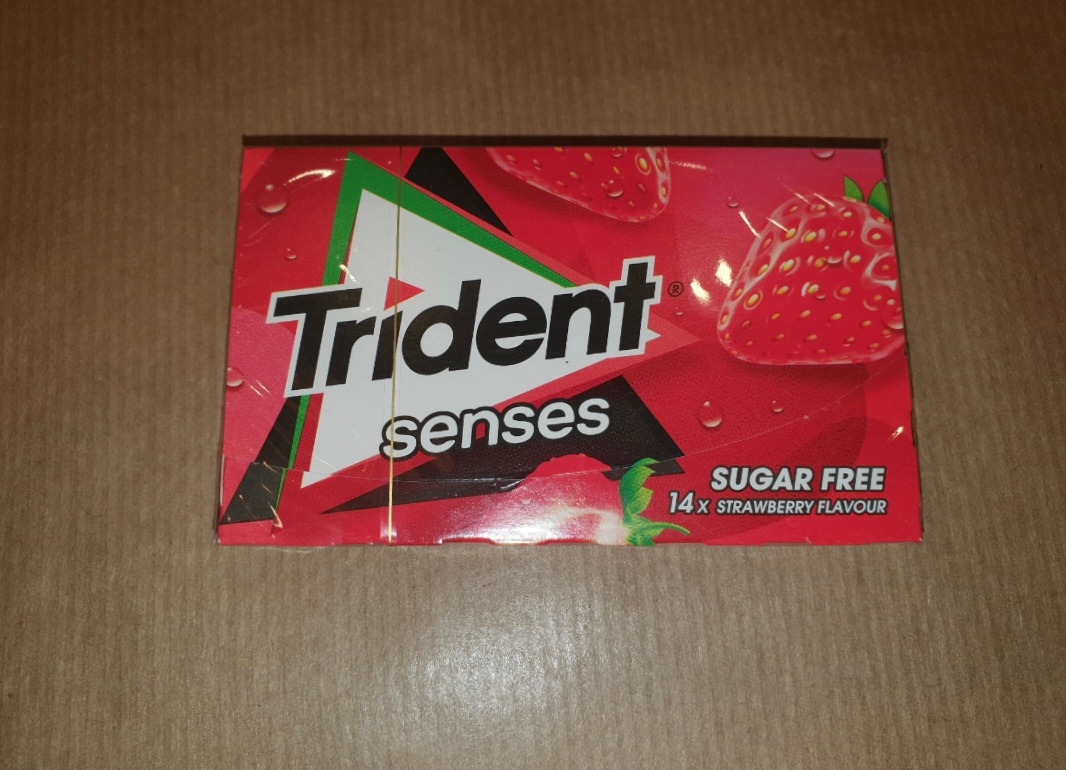 Trident®
senses
SUGAR FREE
14x STRAWBERRY FLAVOUR